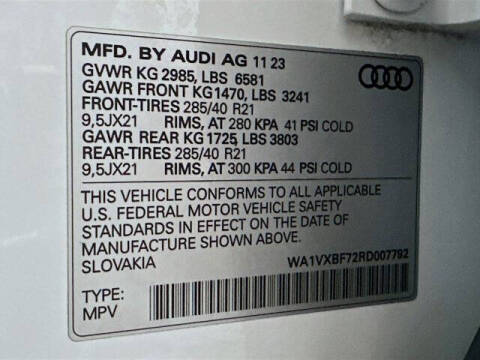 MFD. BY AUDI AG 11 23
GVWR KG 2985, LBS 6581
GAWR FRONT KG1470, LBS 3241
FRONT-TIRES 285/40 R21
9,5JX21 RIMS, AT 280 KPA 41 PSI COLD
GAWR REAR KG 1725, LBS 3803
REAR-TIRES 285/40 R21
9,5JX21 RIMS, AT 300 KPA 44 PSI COLD
THIS VEHICLE CONFORMS TO ALL APPLICABLE
U.S. FEDERAL MOTOR VEHICLE SAFETY
STANDARDS IN EFFECT ON THE DATE OF
MANUFACTURE SHOWN ABOVE.
SLOVAKIA WA1VXBF72RD007792
TYPE:
MPV